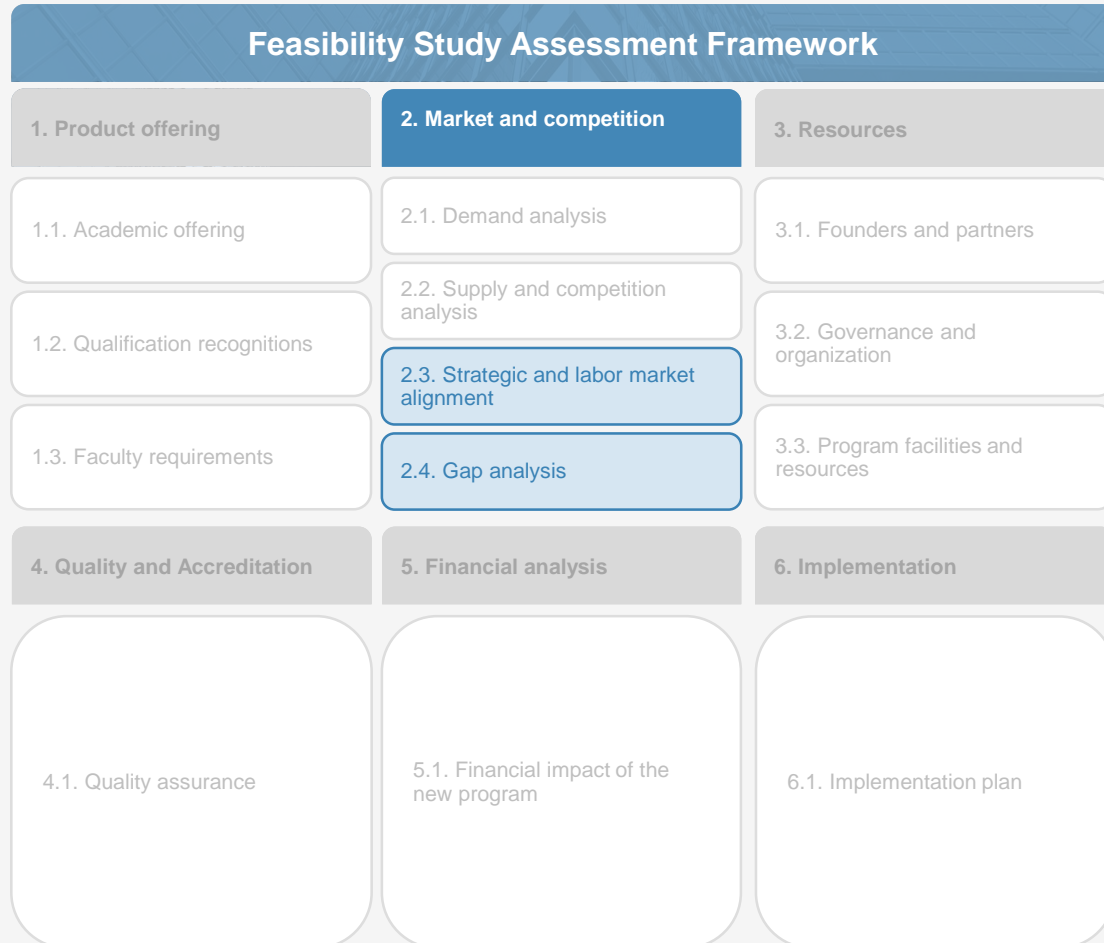 Feasibility Study Assessment Framework
1. Product offering
2. Market and competition
3. Resources
1.1. Academic offering
1.2. Qualification recognitions
1.3. Faculty requirements
2.1. Demand analysis
2.2. Supply and competition
analysis
2.3. Strategic and labor market
alignment
2.4. Gap analysis
3.1. Founders and partners
3.2. Governance and
organization
3.3. Program facilities and
resources
4. Quality and Accreditation
5. Financial analysis
6. Implementation
4.1. Quality assurance
5.1. Financial impact of the
new program
6.1. Implementation plan